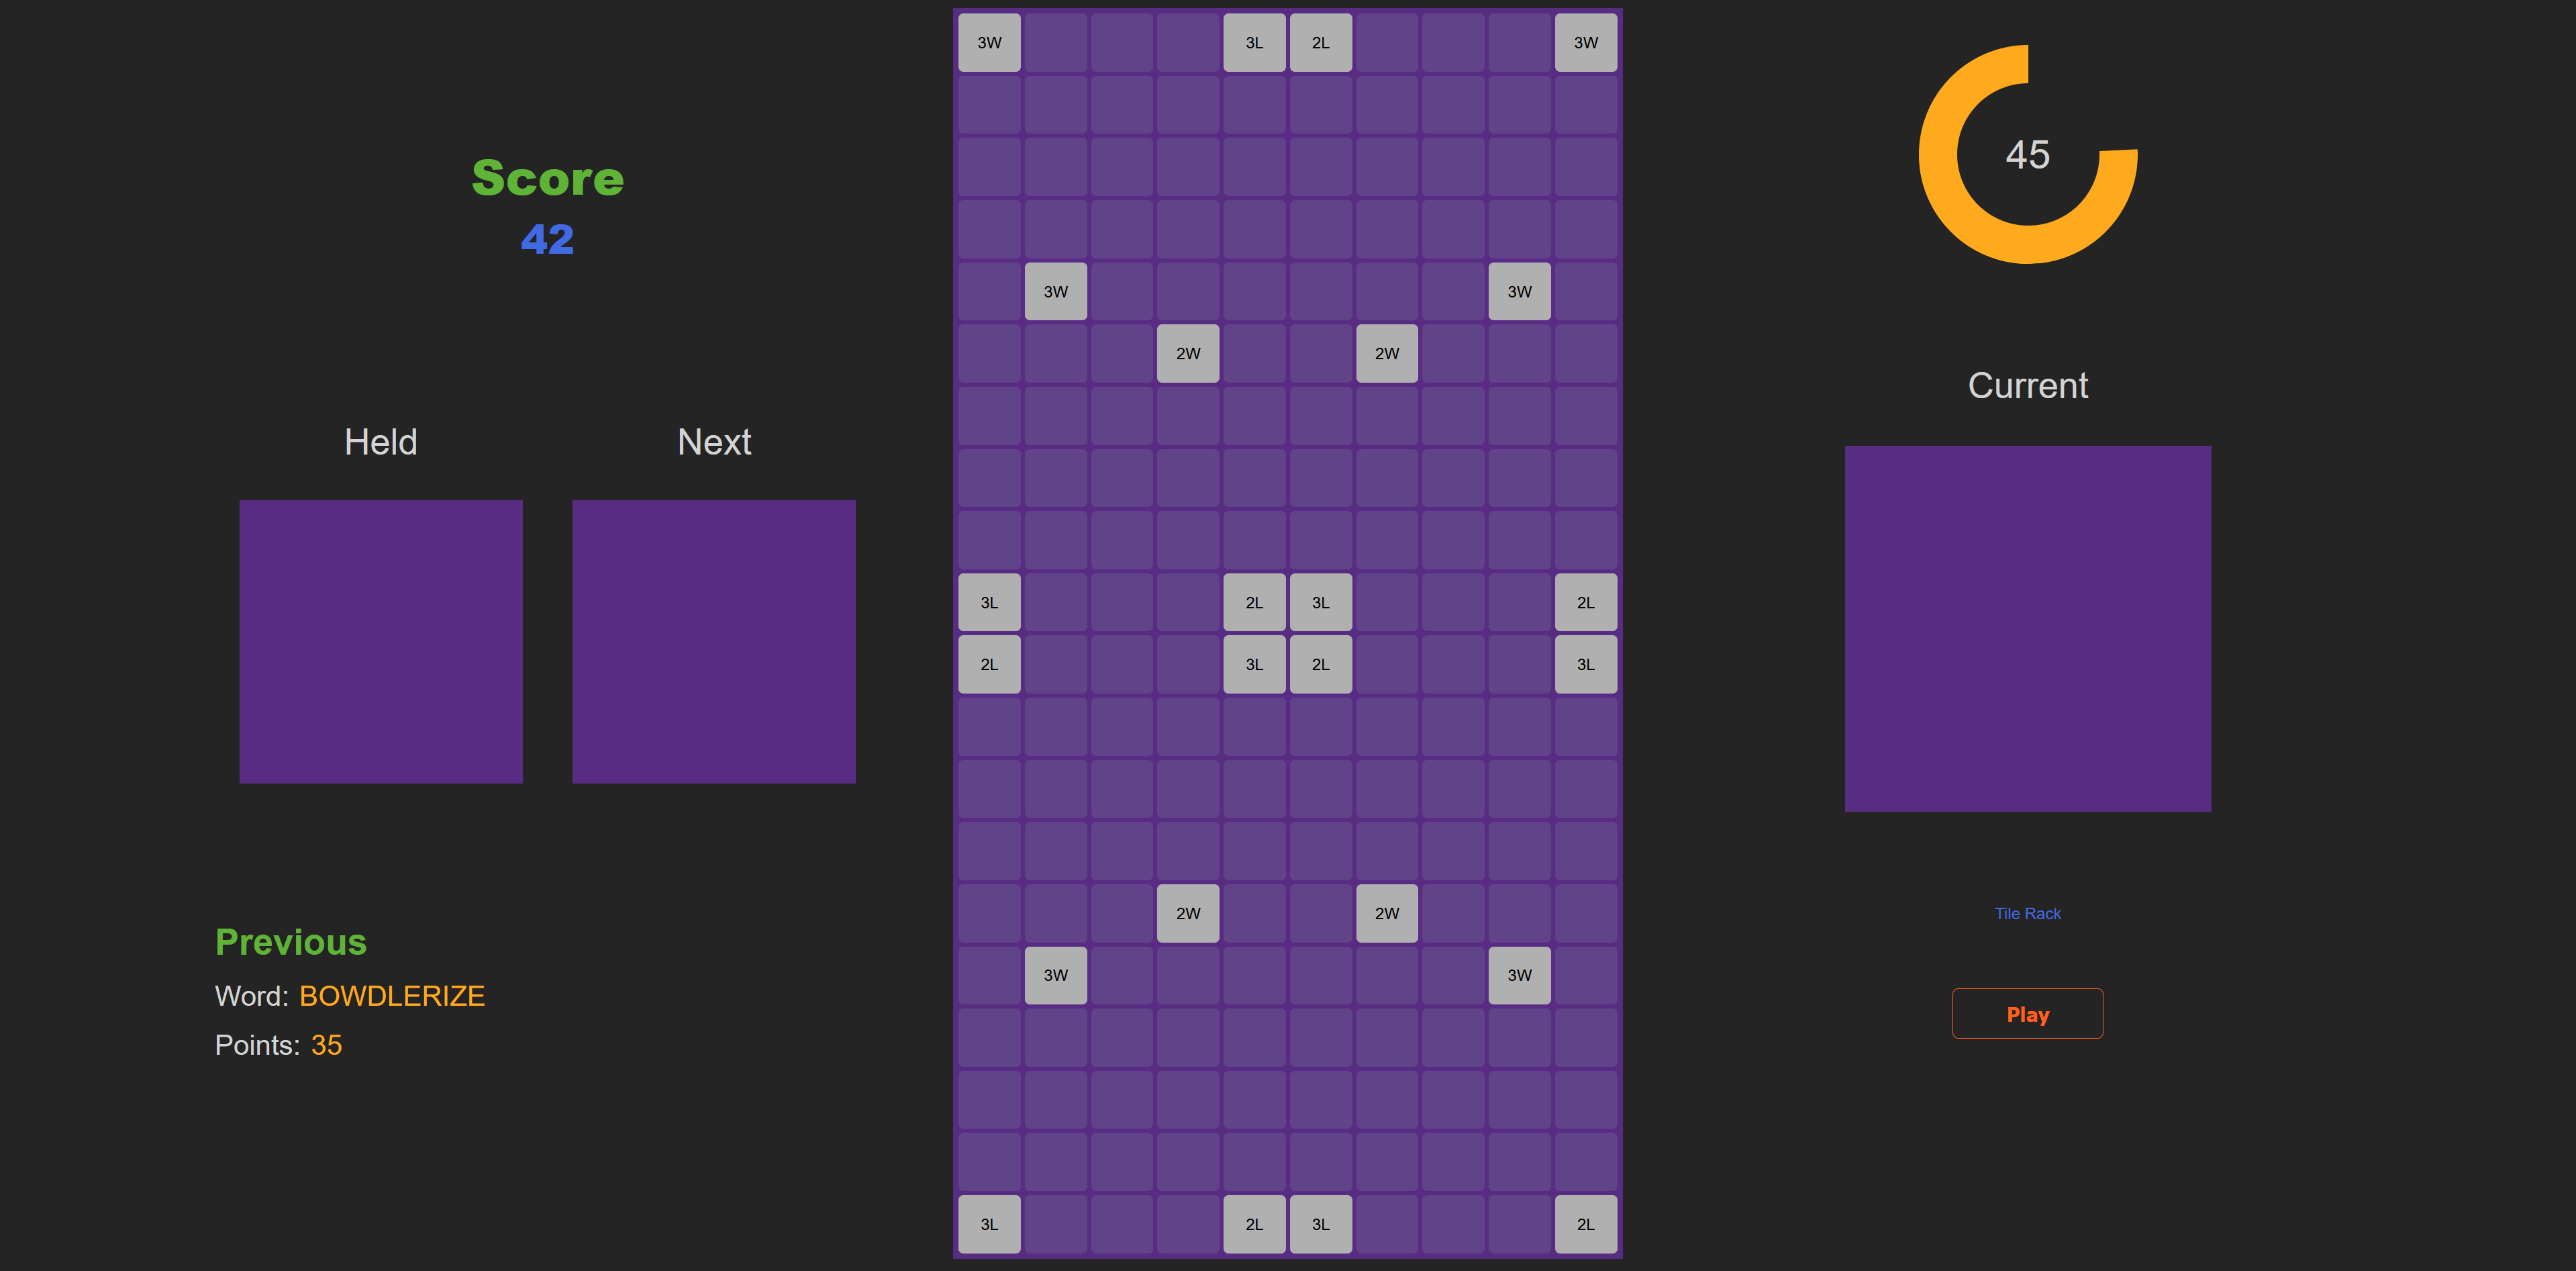 Score
42
Held
Next
Previous
Word: BOWDLERIZE
Points: 35
3W 3L 2L 3W
3W 3W
2W 2W
3L 2L 3L 2L
2L 3L 2L 3L
2W 2W
3W 3W
3L 2L 3L 2L
45
Current
Tile Rack
Play